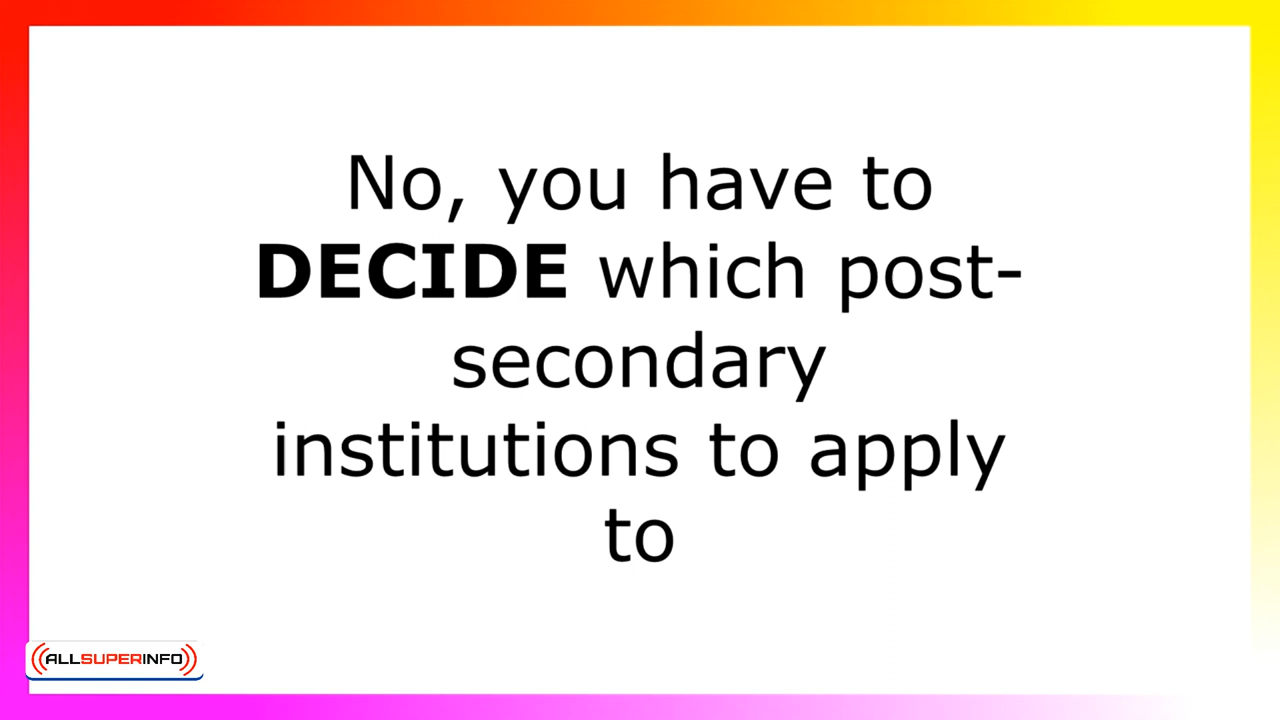 No, you have to
DECIDE which post-
secondary
institutions to apply
to
ALLSUPERINFO